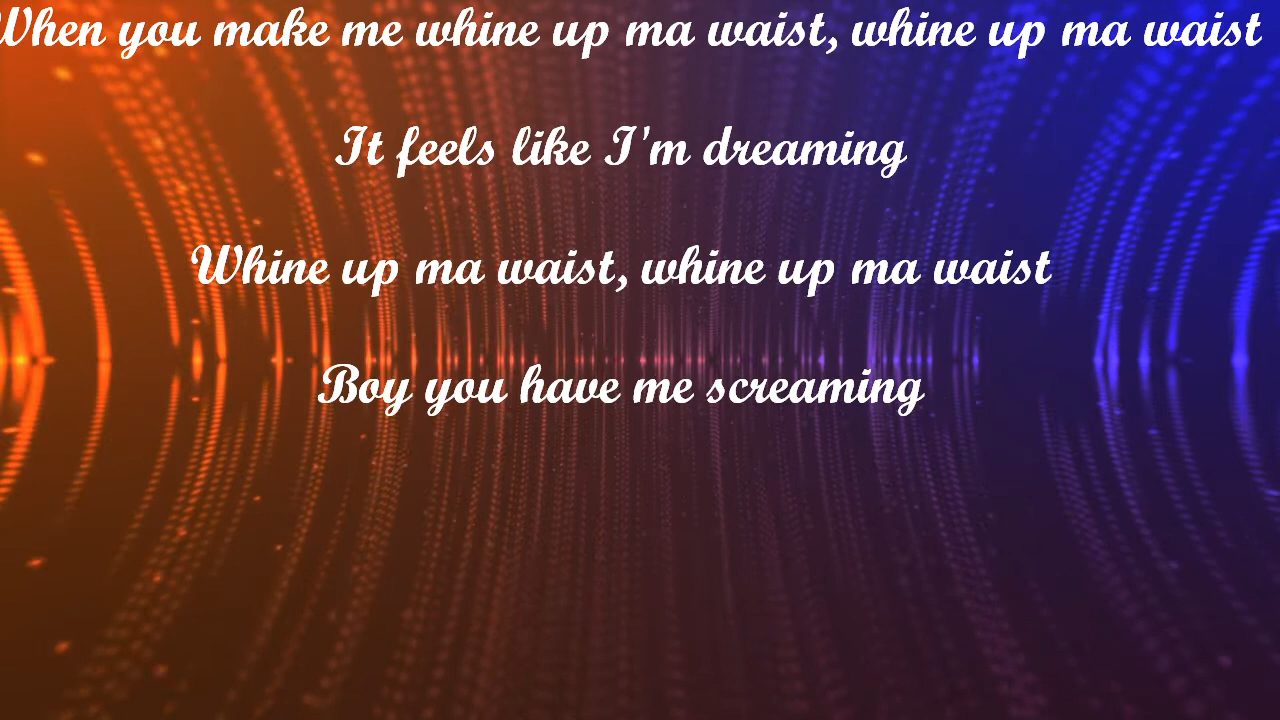 When you make me whine up ma waist, whine up ma waist
It feels like I'm dreaming
Whine up ma waist, whine up ma waist
Boy you have me screaming